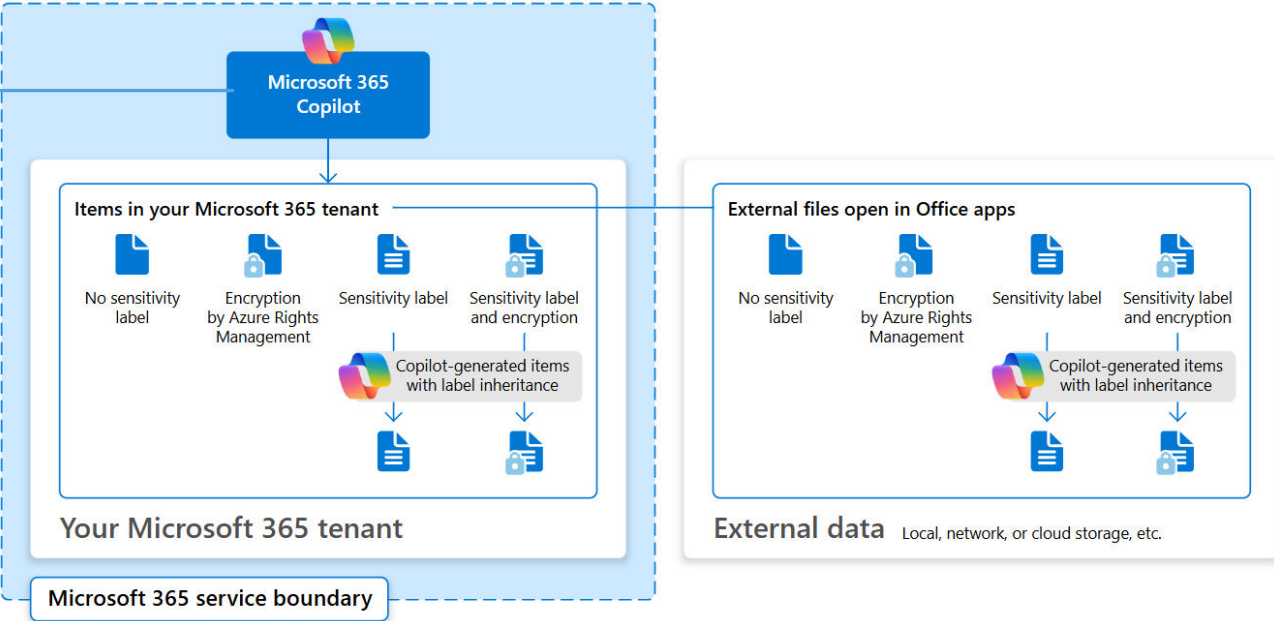 Microsoft 365
Copilot
Items in your Microsoft 365 tenant
No sensitivity
label
Encryption
by Azure Rights
Management
Sensitivity label
Sensitivity label
and encryption
Copilot-generated items
with label inheritance
Your Microsoft 365 tenant
Microsoft 365 service boundary
External files open in Office apps
No sensitivity
label
Encryption
by Azure Rights
Management
Sensitivity label
Sensitivity label
and encryption
Copilot-generated items
with label inheritance
External data Local, network, or cloud storage, etc.